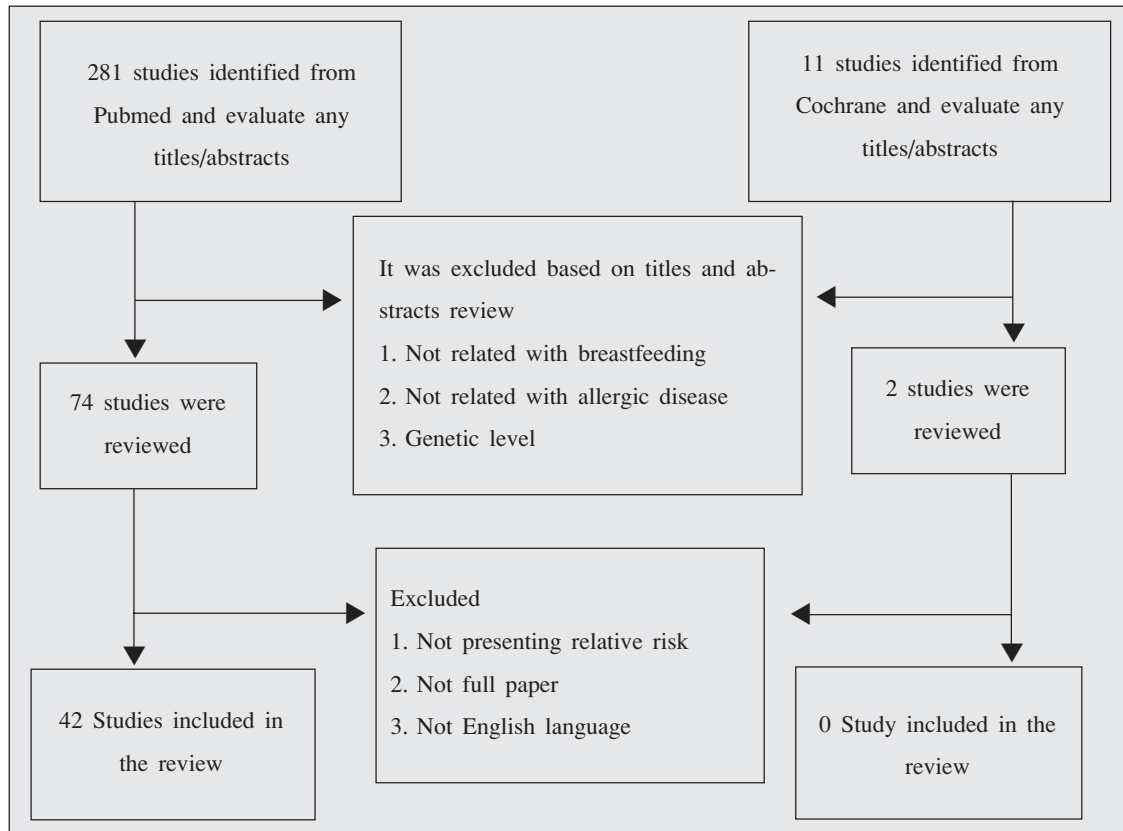 281 studies identified from
Pubmed and evaluate any
titles/abstracts
11 studies identified from
Cochrane and evaluate any
titles/abstracts
It was excluded based on titles and ab-
stracts review
1. Not related with breastfeeding
2. Not related with allergic disease
3. Genetic level
74 studies were
reviewed
2 studies were
reviewed
Excluded
1. Not presenting relative risk
2. Not full paper
3. Not English language
42 Studies included in
the review
0 Study included in the
review